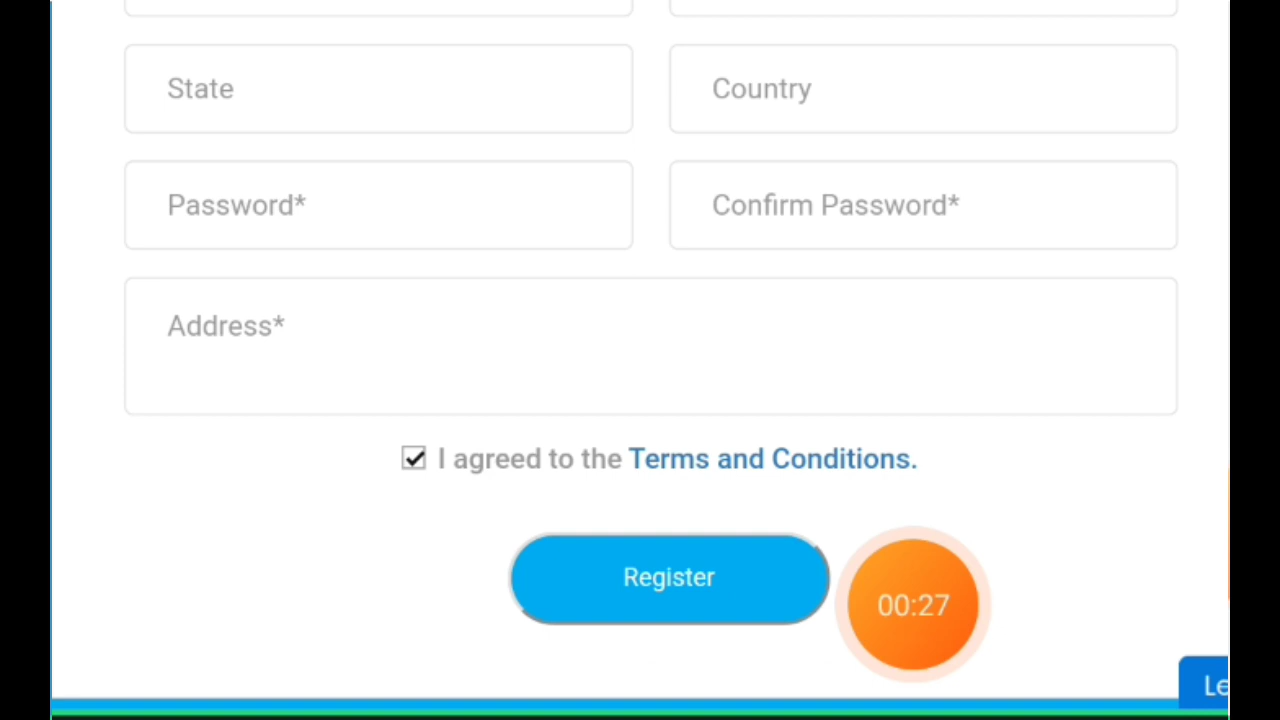 State
Country
Password*
Confirm Password*
Address*
I agreed to the Terms and Conditions.
Register
00:27